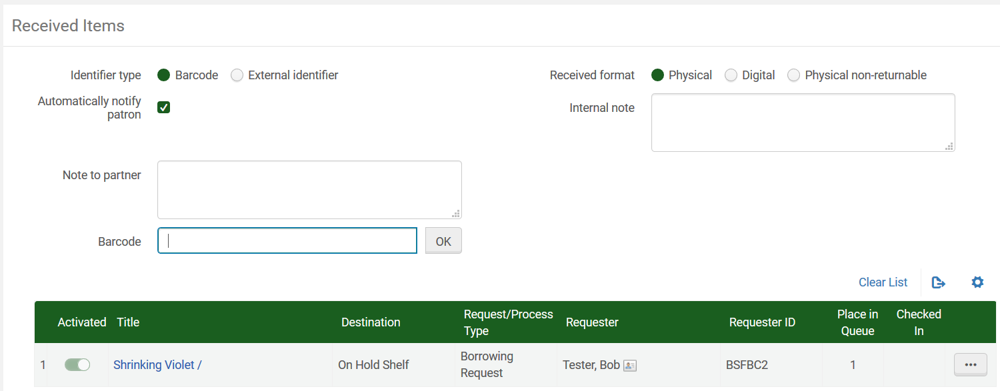 Received Items
Identifier type Barcode External identifier Received format Physical Digital Physical non-returnable
Automatically notify
patron
Internal note
Note to partner
Barcode OK
Clear List
Activated Title Destination Request/Process
Type Requester Requester ID Place in
Queue Checked
In
1 Shrinking Violet / On Hold Shelf Borrowing
Request Tester, Bob BSFBC2 1